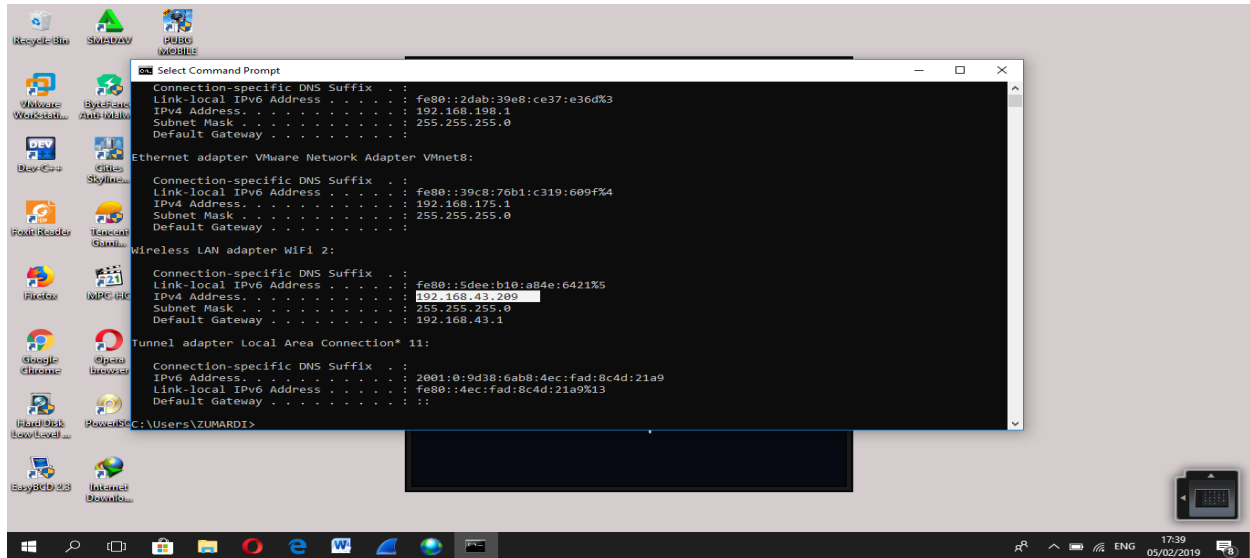 Recycle Bin
SMADAV
PUBG MOBILE
Select Command Prompt
Connection-specific DNS Suffix  . :
Link-local IPv6 Address . . . . . : fe80::2dab:39e8:ce37:e36d%3
IPv4 Address. . . . . . . . . . . : 192.168.198.1
Subnet Mask . . . . . . . . . . . : 255.255.255.0
Default Gateway . . . . . . . . . :
Ethernet adapter VMware Network Adapter VMnet8:
Connection-specific DNS Suffix  . :
Link-local IPv6 Address . . . . . : fe80::39c8:76b1:c319:609f%4
IPv4 Address. . . . . . . . . . . : 192.168.175.1
Subnet Mask . . . . . . . . . . . : 255.255.255.0
Default Gateway . . . . . . . . . :
Wireless LAN adapter WiFi 2:
Connection-specific DNS Suffix  . :
Link-local IPv6 Address . . . . . : fe80::5dee:b10:a84e:6421%5
IPv4 Address. . . . . . . . . . . : 192.168.43.209
Subnet Mask . . . . . . . . . . . : 255.255.255.0
Default Gateway . . . . . . . . . : 192.168.43.1
Tunnel adapter Local Area Connection* 11:
Connection-specific DNS Suffix  . :
IPv6 Address. . . . . . . . . . . : 2001:0:9d38:6ab8:4ec:fad:8c4d:21a9
Link-local IPv6 Address . . . . . : fe80::4ec:fad:8c4d:21a9%13
Default Gateway . . . . . . . . . : ::
C:\Users\ZUMARDI>
VMware
Workstati...
DEV
Dev-C++
Cities
Skyline...
Foxit Reader
Tencent
Gami...
Firefox
321
MPC-HC
Google
Chrome
Opera
Browser
Hard Disk
Low Level ...
PowerISO
EasyBCD 2.3
Internet
Downlo...
ENG
17:39
05/02/2019
8